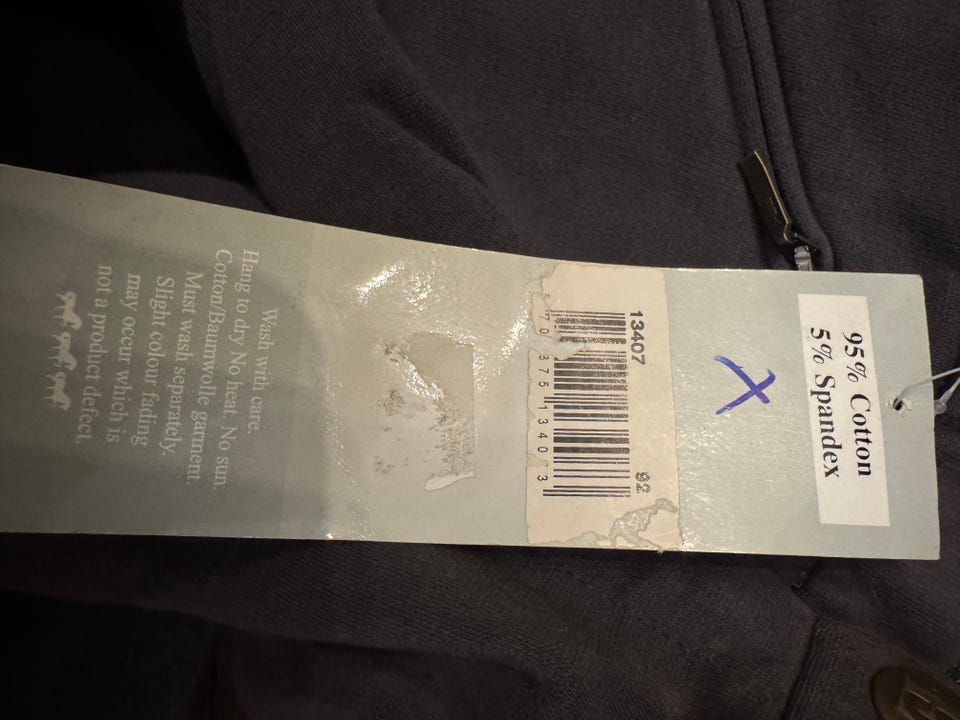 95% Cotton
5% Spandex
X
13407
92
Wash with care.
Hang to dry No heat, No sun
Cotton/Baumwolle garment.
Must wash separately.
Slight colour fading
may occur which is
not a product defect.